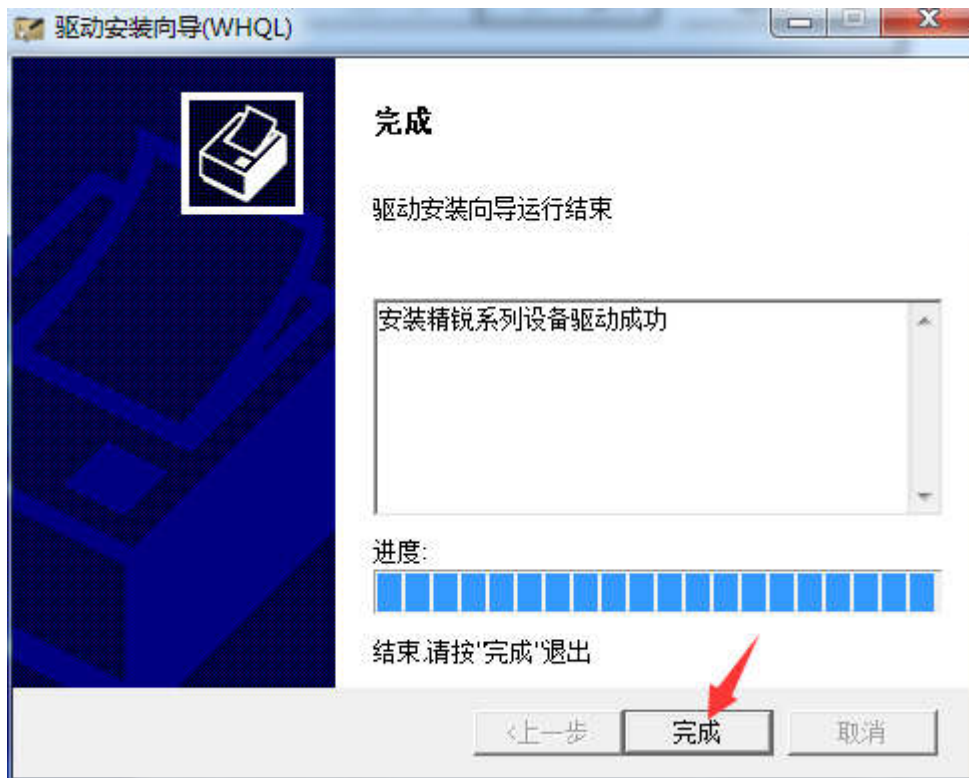 驱动安装向导(WHQL)
完成
驱动安装向导运行结束
安装精锐系列设备驱动成功
进度:
结束.请按'完成'退出
<上一步
完成
取消